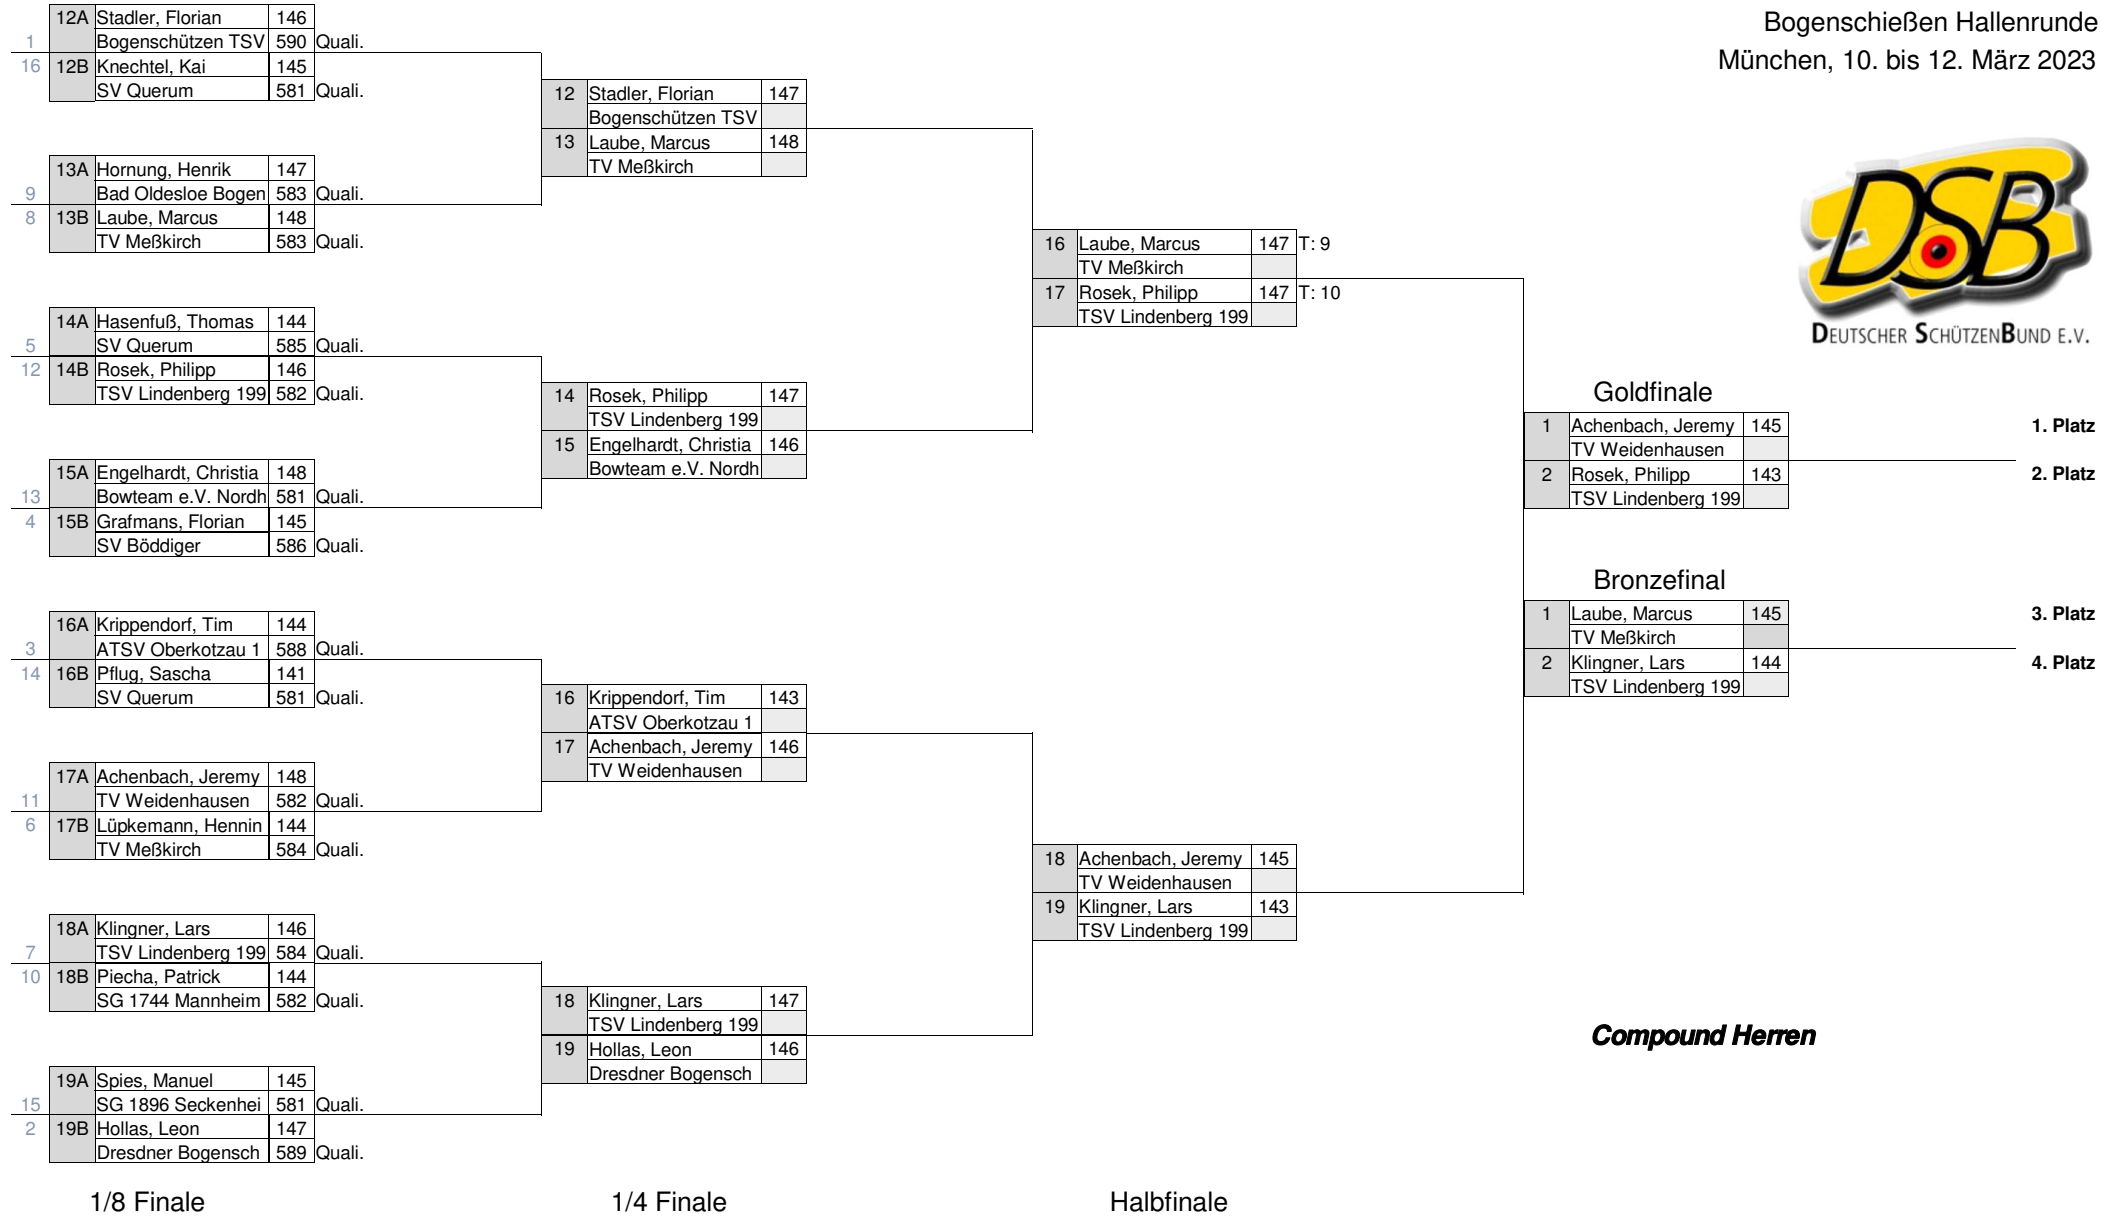 Bogenschießen Hallenrunde
München, 10. bis 12. März 2023
DSB
DEUTSCHER SCHÜTZENBUND E.V.
12A Stadler, Florian 146
1 Bogenschützen TSV 590 Quali.
16 12B Knechtel, Kai 145
SV Querum 581 Quali.
13A Hornung, Henrik 147
9 Bad Oldesloe Bogen 583 Quali.
8 13B Laube, Marcus 148
TV Meßkirch 583 Quali.
14A Hasenfuß, Thomas 144
5 SV Querum 585 Quali.
12 14B Rosek, Philipp 146
TSV Lindenberg 199 582 Quali.
15A Engelhardt, Christia 148
13 Bowteam e.V. Nordh 581 Quali.
4 15B Grafmans, Florian 145
SV Böddiger 586 Quali.
16A Krippendorf, Tim 144
3 ATSV Oberkotzau 1 588 Quali.
14 16B Pflug, Sascha 141
SV Querum 581 Quali.
17A Achenbach, Jeremy 148
11 TV Weidenhausen 582 Quali.
6 17B Lüpkemann, Hennin 144
TV Meßkirch 584 Quali.
18A Klingner, Lars 146
7 TSV Lindenberg 199 584 Quali.
10 18B Piecha, Patrick 144
SG 1744 Mannheim 582 Quali.
19A Spies, Manuel 145
15 SG 1896 Seckenhei 581 Quali.
2 19B Hollas, Leon 147
Dresdner Bogensch 589 Quali.
1/8 Finale
12 Stadler, Florian 147
Bogenschützen TSV
13 Laube, Marcus 148
TV Meßkirch
14 Rosek, Philipp 147
TSV Lindenberg 199
15 Engelhardt, Christia 146
Bowteam e.V. Nordh
16 Krippendorf, Tim 143
ATSV Oberkotzau 1
17 Achenbach, Jeremy 146
TV Weidenhausen
18 Klingner, Lars 147
TSV Lindenberg 199
19 Hollas, Leon 146
Dresdner Bogensch
1/4 Finale
16 Laube, Marcus 147 T: 9
TV Meßkirch
17 Rosek, Philipp 147 T: 10
TSV Lindenberg 199
18 Achenbach, Jeremy 145
TV Weidenhausen
19 Klingner, Lars 143
TSV Lindenberg 199
Halbfinale
Goldfinale
1 Achenbach, Jeremy 145 1. Platz
TV Weidenhausen
2 Rosek, Philipp 143 2. Platz
TSV Lindenberg 199
Bronzefinal
1 Laube, Marcus 145 3. Platz
TV Meßkirch
2 Klingner, Lars 144 4. Platz
TSV Lindenberg 199
Compound Herren